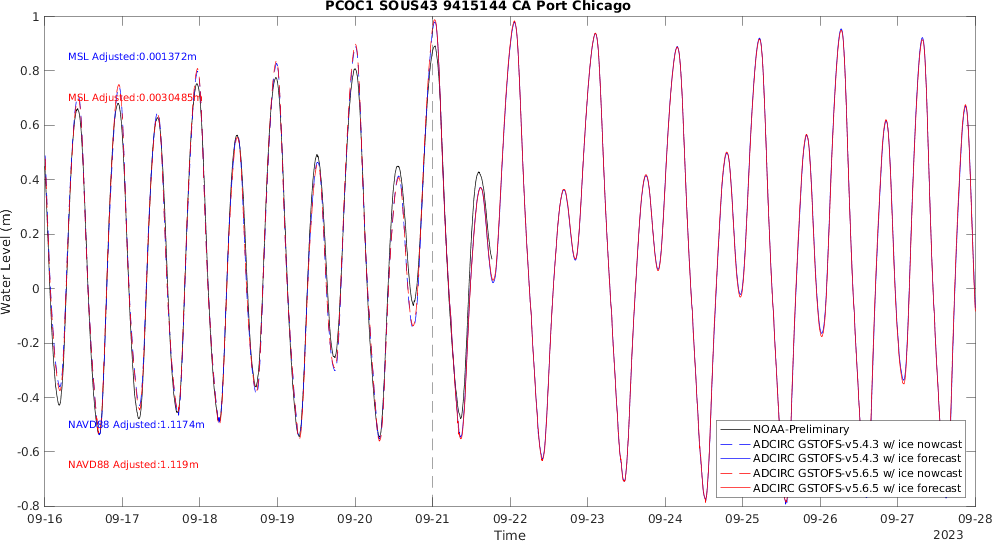 PCOC1 SOUS43 9415144 CA Port Chicago
1
0.8
0.6
0.4
0.2
0
-0.2
-0.4
-0.6
-0.8
Water Level (m)
MSL Adjusted:0.001372m
MSL Adjusted:0.0030485m
NAVD88 Adjusted:1.1174m
NAVD88 Adjusted:1.119m
NOAA-Preliminary
ADCIRC GSTOFS-v5.4.3 w/ ice nowcast
ADCIRC GSTOFS-v5.4.3 w/ ice forecast
ADCIRC GSTOFS-v5.6.5 w/ ice nowcast
ADCIRC GSTOFS-v5.6.5 w/ ice forecast
09-16 09-17 09-18 09-19 09-20 09-21 09-22 09-23 09-24 09-25 09-26 09-27 09-28
Time
2023